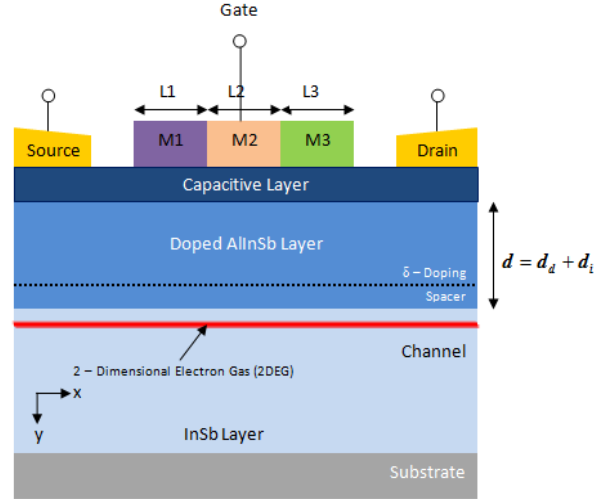 Gate
L1 L2 L3
Source M1 M2 M3 Drain
Capacitive Layer
Doped AlInSb Layer
d = d_d + d_i
δ – Doping
Spacer
Channel
2 – Dimensional Electron Gas (2DEG)
x
y
InSb Layer
Substrate